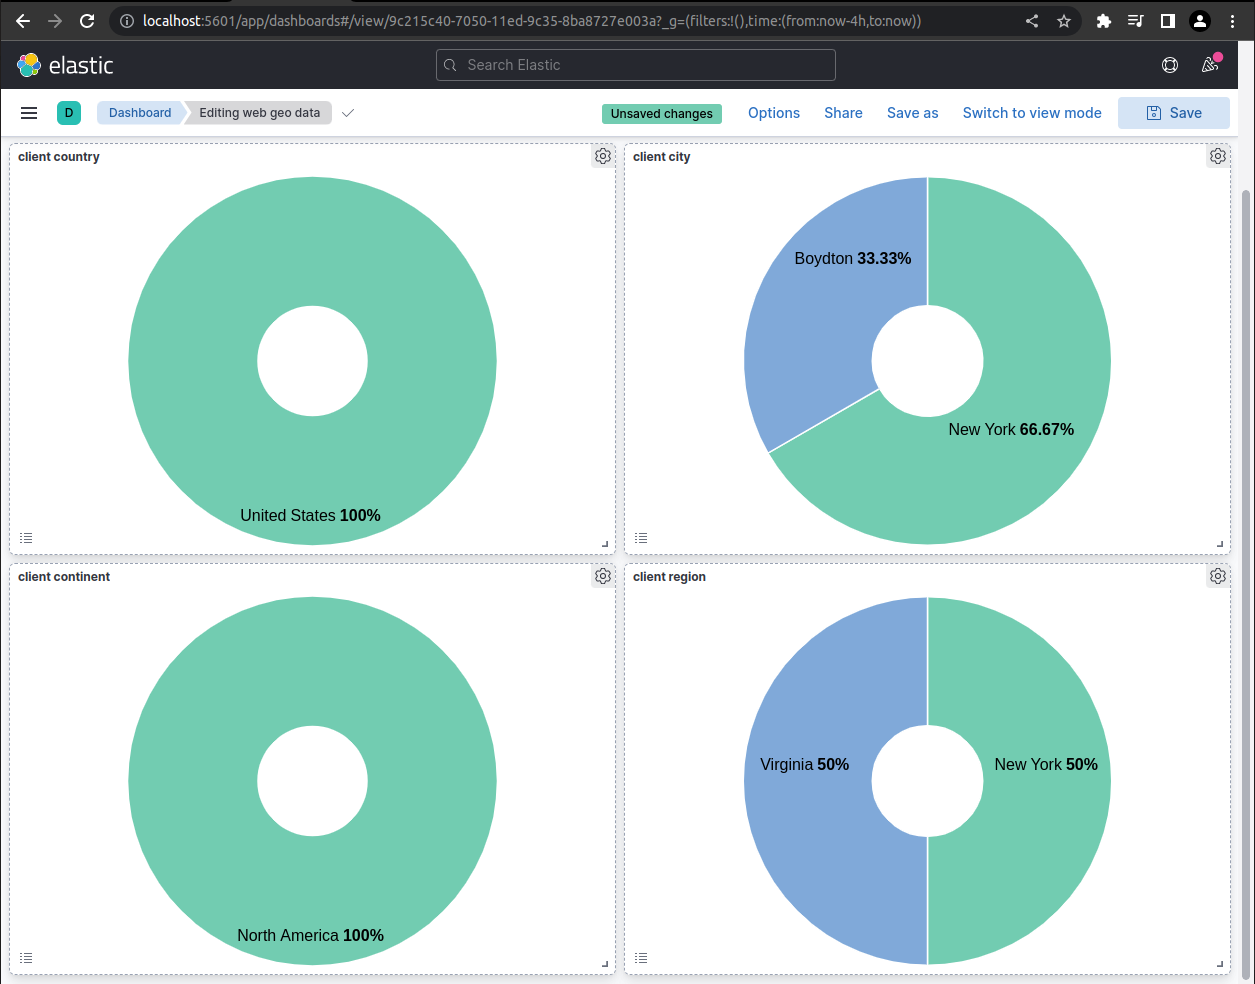 localhost:5601/app/dashboards#/view/9c215c40-7050-11ed-9c35-8ba8727e003a?_g=(filters:!(),time:(from:now-4h,to:now))
elastic
Search Elastic
D
Dashboard
Editing web geo data
Unsaved changes
Options
Share
Save as
Switch to view mode
Save
client country
United States 100%
client city
Boydton 33.33%
New York 66.67%
client continent
North America 100%
client region
Virginia 50%
New York 50%